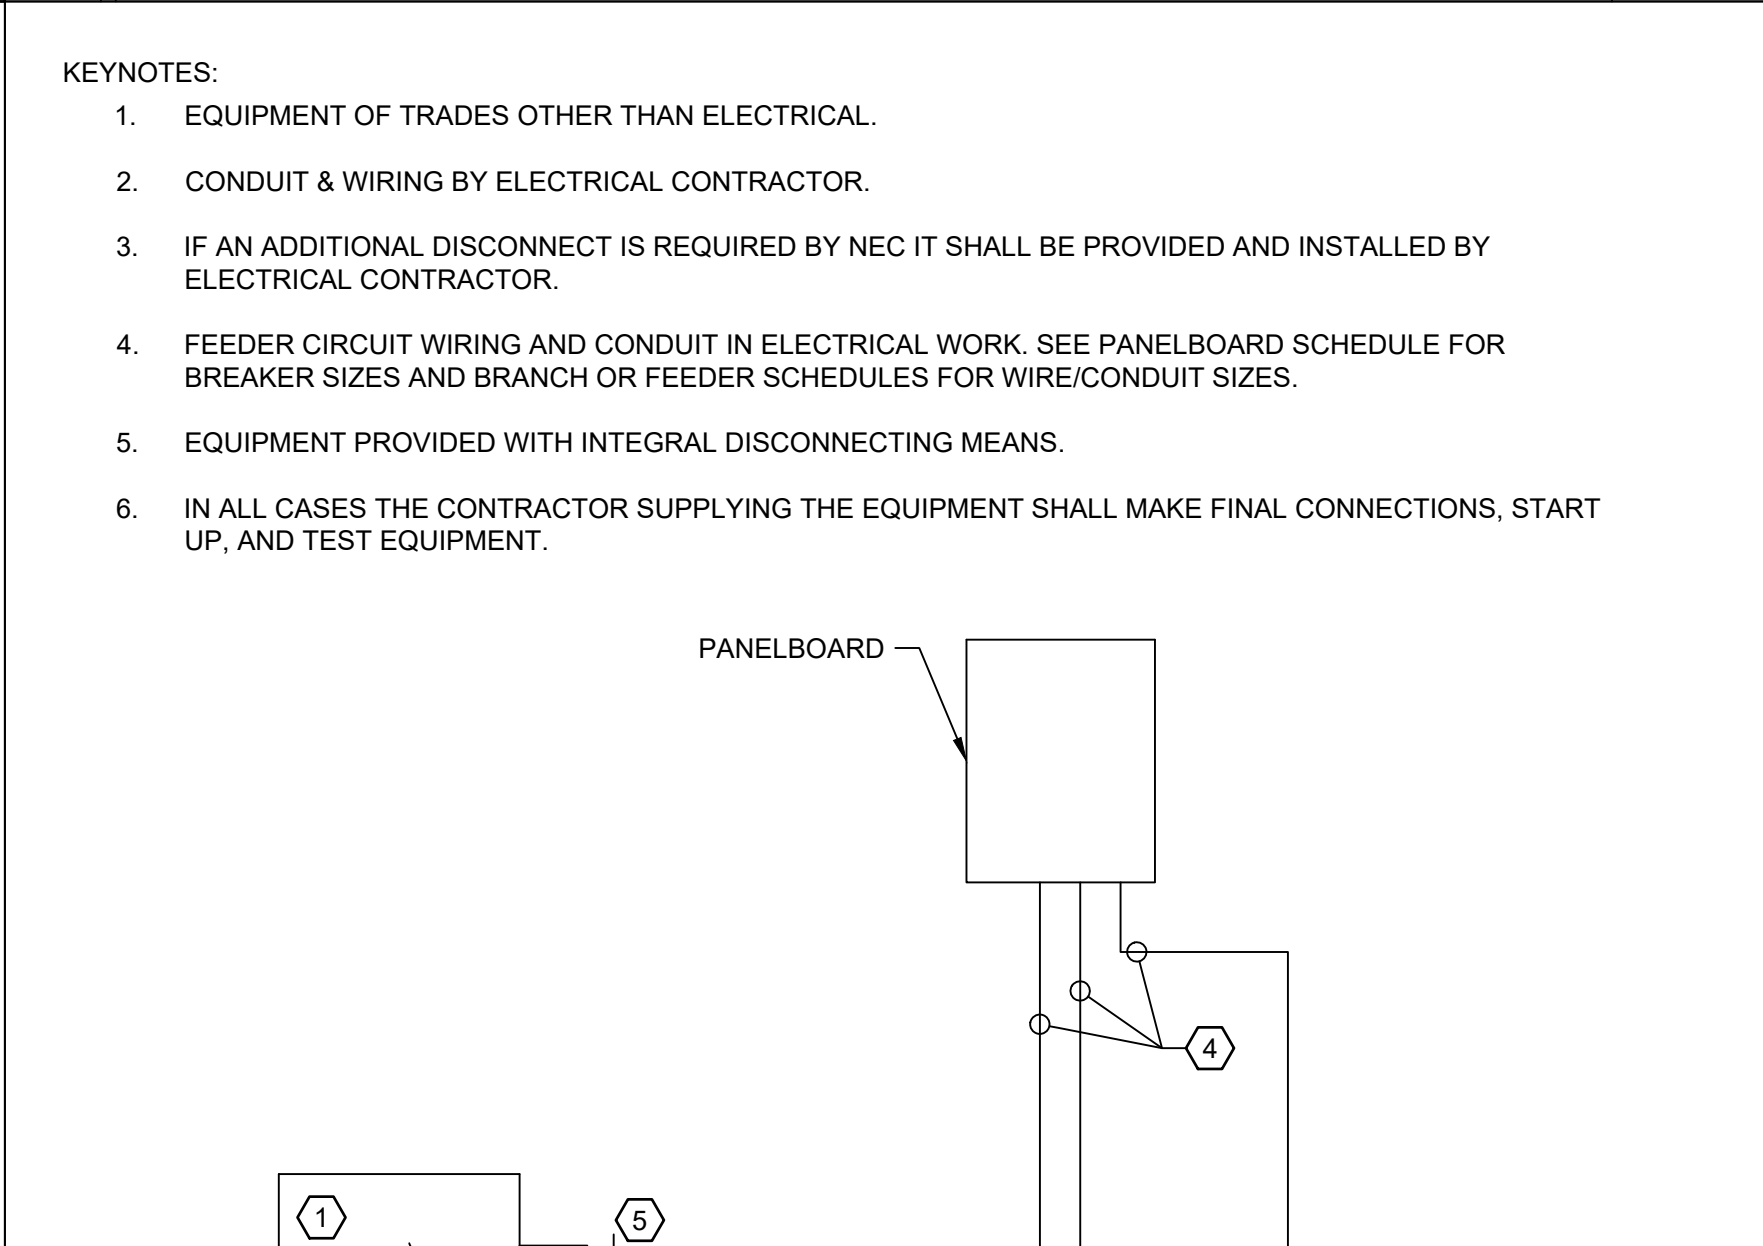 KEYNOTES:
1. EQUIPMENT OF TRADES OTHER THAN ELECTRICAL.
2. CONDUIT & WIRING BY ELECTRICAL CONTRACTOR.
3. IF AN ADDITIONAL DISCONNECT IS REQUIRED BY NEC IT SHALL BE PROVIDED AND INSTALLED BY
ELECTRICAL CONTRACTOR.
4. FEEDER CIRCUIT WIRING AND CONDUIT IN ELECTRICAL WORK. SEE PANELBOARD SCHEDULE FOR
BREAKER SIZES AND BRANCH OR FEEDER SCHEDULES FOR WIRE/CONDUIT SIZES.
5. EQUIPMENT PROVIDED WITH INTEGRAL DISCONNECTING MEANS.
6. IN ALL CASES THE CONTRACTOR SUPPLYING THE EQUIPMENT SHALL MAKE FINAL CONNECTIONS, START
UP, AND TEST EQUIPMENT.
PANELBOARD
4
1
5